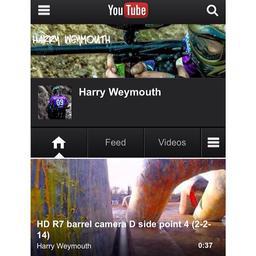 YouTube
HARRY WEYMOUTH
Harry Weymouth
Feed
Videos
HD R7 barrel camera D side point 4 (2-2-
14)
Harry Weymouth
0:37